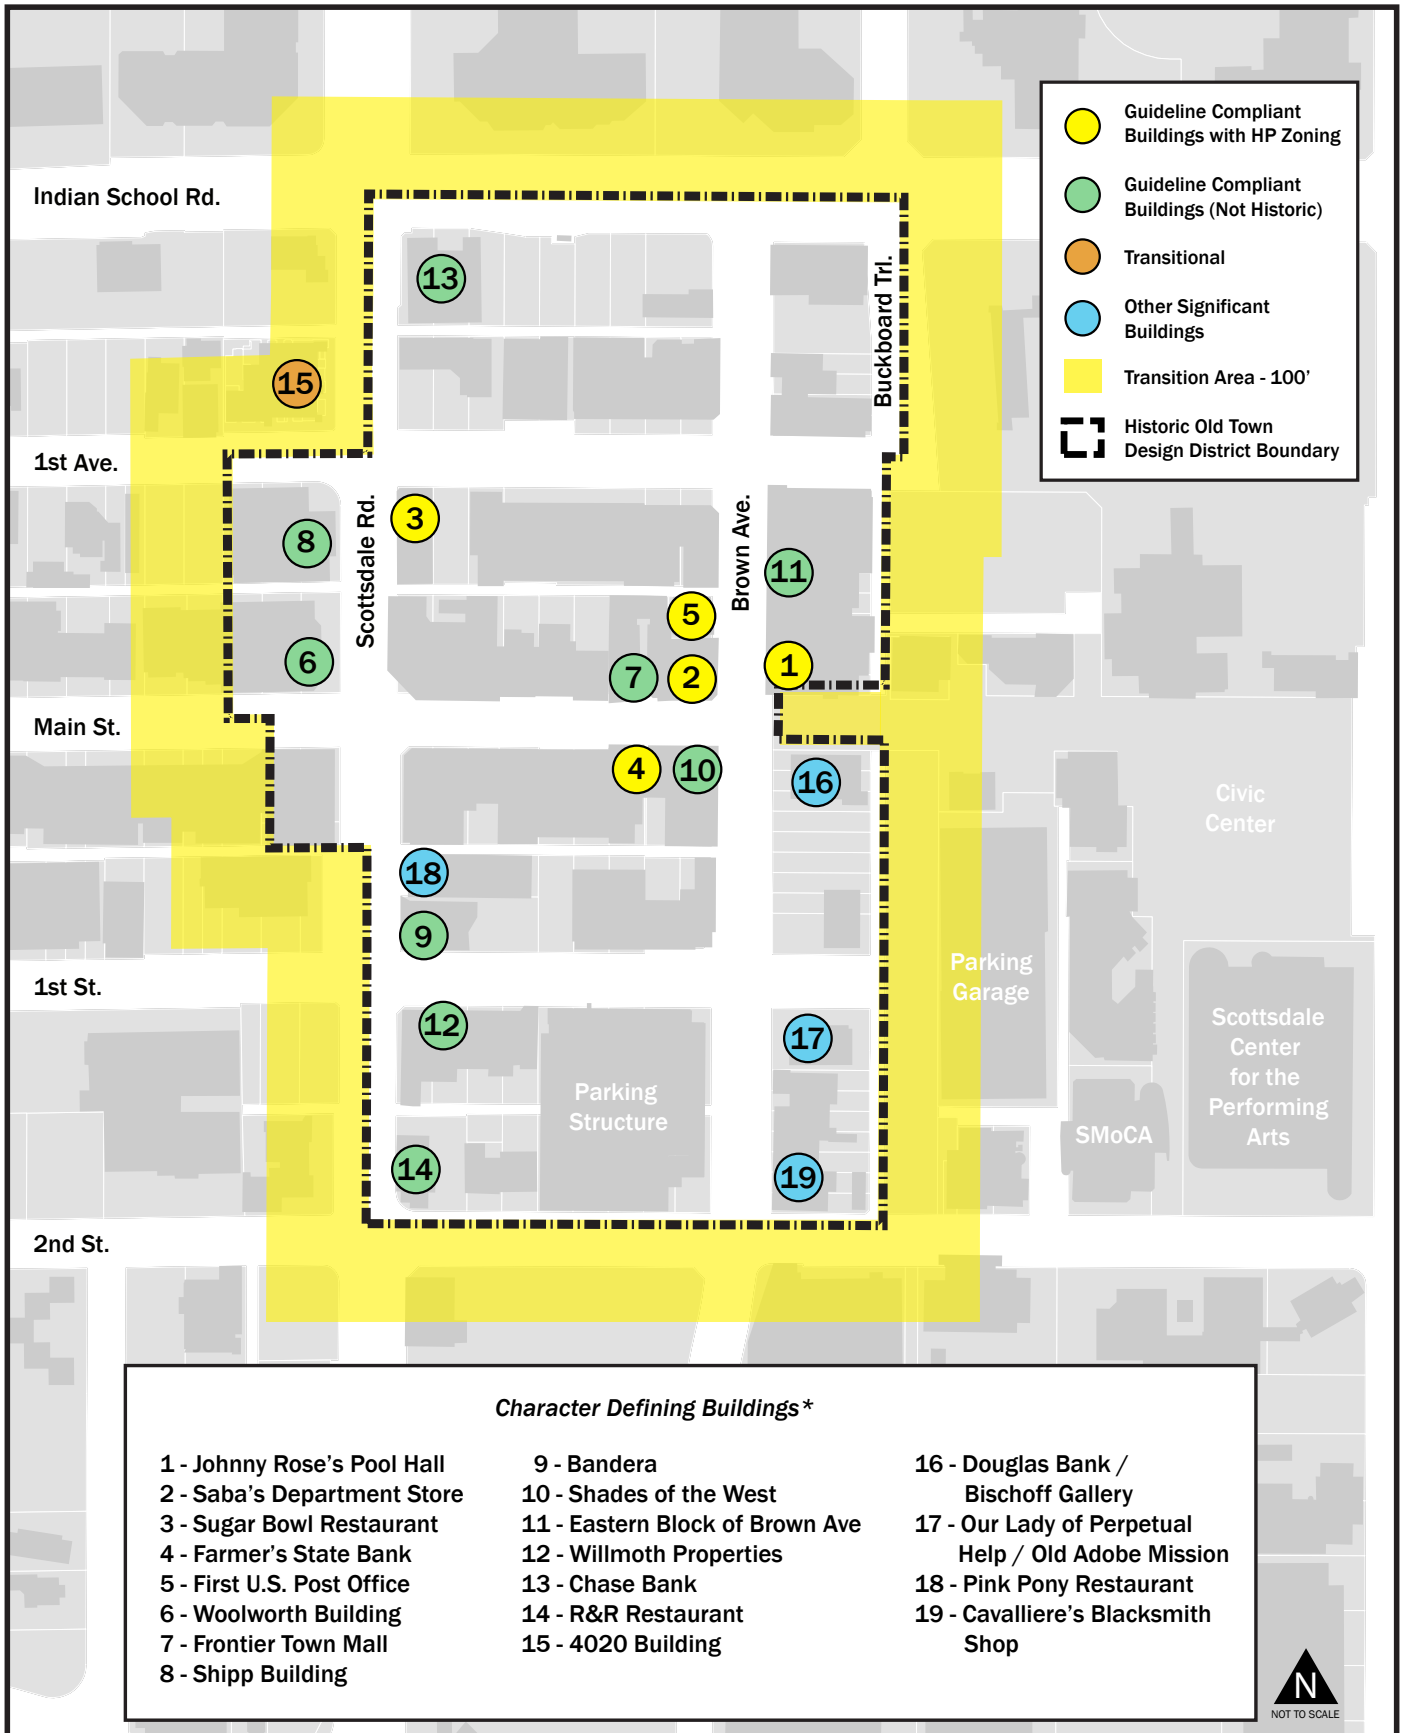 Guideline Compliant
Buildings with HP Zoning
Guideline Compliant
Buildings (Not Historic)
Transitional
Other Significant
Buildings
Transition Area - 100’
Historic Old Town
Design District Boundary
Indian School Rd.
1st Ave.
Main St.
1st St.
2nd St.
Scottsdale Rd.
Brown Ave.
Buckboard Trl.
13
15
3
8
11
5
6
7
2
1
4
10
16
18
9
12
17
14
19
Civic
Center
Parking
Garage
Scottsdale
Center
for the
Performing
Arts
Parking
Structure
SMoCA
Character Defining Buildings*
1 - Johnny Rose’s Pool Hall
2 - Saba’s Department Store
3 - Sugar Bowl Restaurant
4 - Farmer’s State Bank
5 - First U.S. Post Office
6 - Woolworth Building
7 - Frontier Town Mall
8 - Shipp Building
9 - Bandera
10 - Shades of the West
11 - Eastern Block of Brown Ave
12 - Willmoth Properties
13 - Chase Bank
14 - R&R Restaurant
15 - 4020 Building
16 - Douglas Bank /
Bischoff Gallery
17 - Our Lady of Perpetual
Help / Old Adobe Mission
18 - Pink Pony Restaurant
19 - Cavalliere’s Blacksmith
Shop
N
NOT TO SCALE